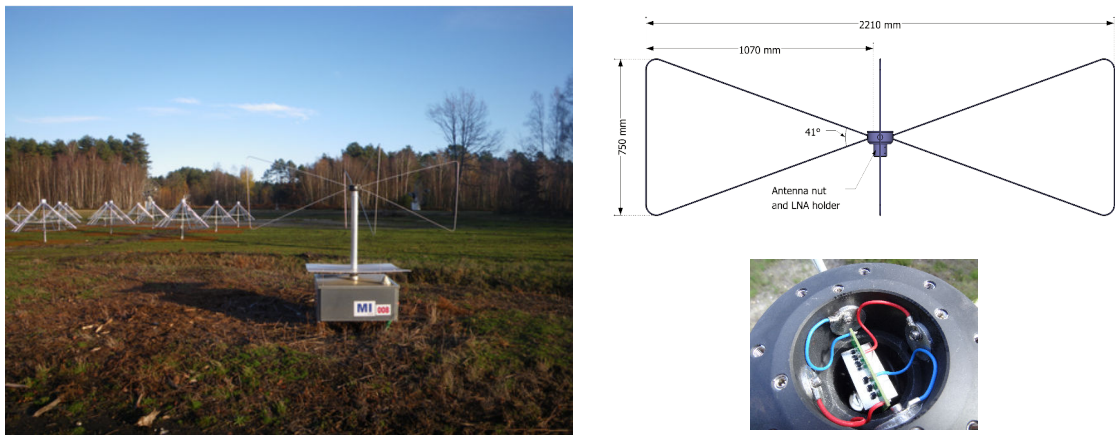 MI 008
2210 mm
1070 mm
750 mm
41°
Antenna nut
and LNA holder